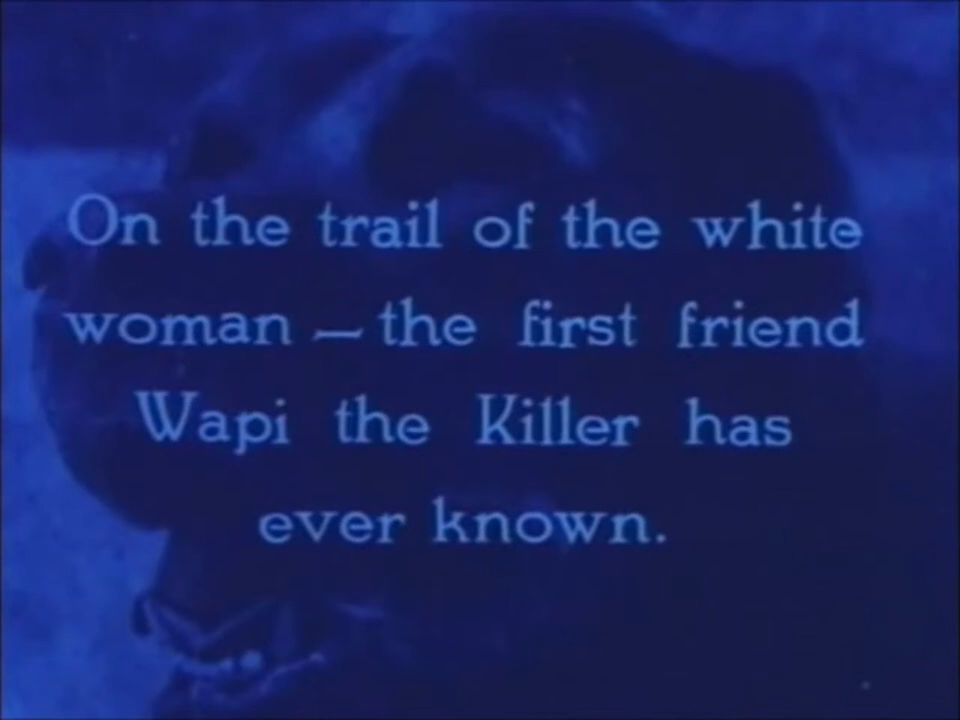 On the trail of the white
woman — the first friend
Wapi the Killer has
ever known.